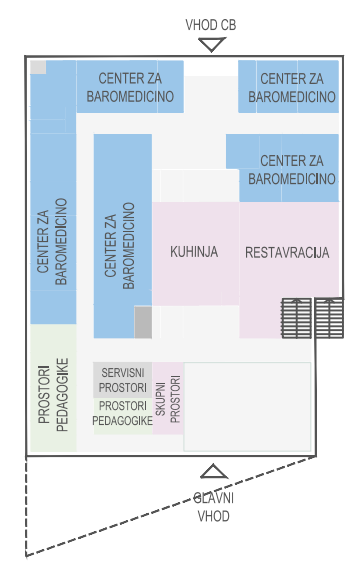 VHOD CB
CENTER ZA
BAROMEDICINO
CENTER ZA
BAROMEDICINO
CENTER ZA
BAROMEDICINO
CENTER ZA
BAROMEDICINO
CENTER ZA
BAROMEDICINO
KUHINJA
RESTAVRACIJA
PROSTORI
PEDAGOGIKE
SERVISNI
PROSTORI
PROSTORI
PEDAGOGIKE
SKUPNI
PROSTORI
GLAVNI
VHOD